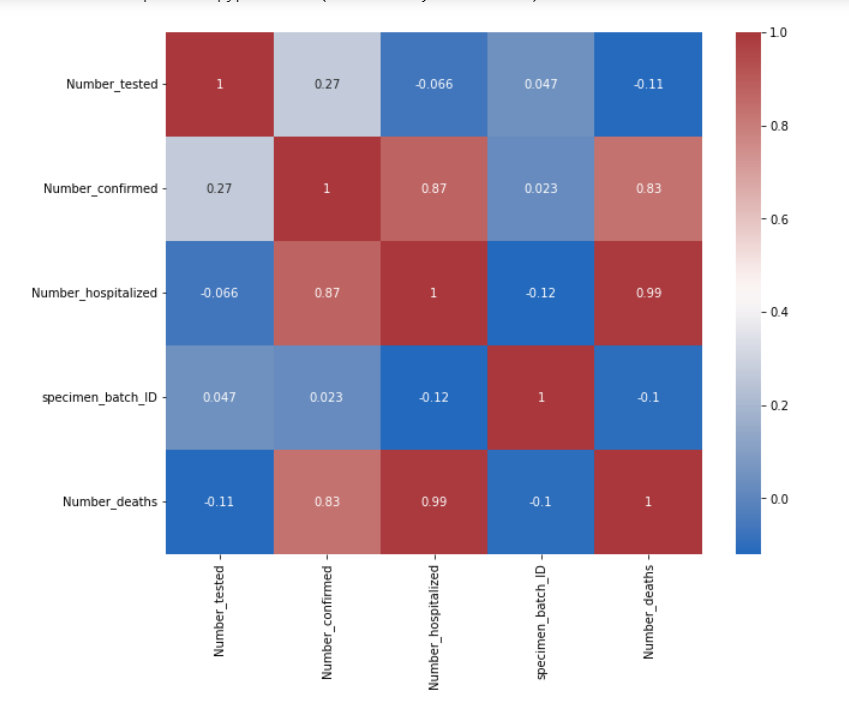 1.0
Number_tested 1 0.27 -0.066 0.047 -0.11
0.8
Number_confirmed 0.27 1 0.87 0.023 0.83
0.6
Number_hospitalized -0.066 0.87 1 -0.12 0.99
0.4
specimen_batch_ID 0.047 0.023 -0.12 1 -0.1
0.2
Number_deaths -0.11 0.83 0.99 -0.1 1
0.0
Number_tested
Number_confirmed
Number_hospitalized
specimen_batch_ID
Number_deaths